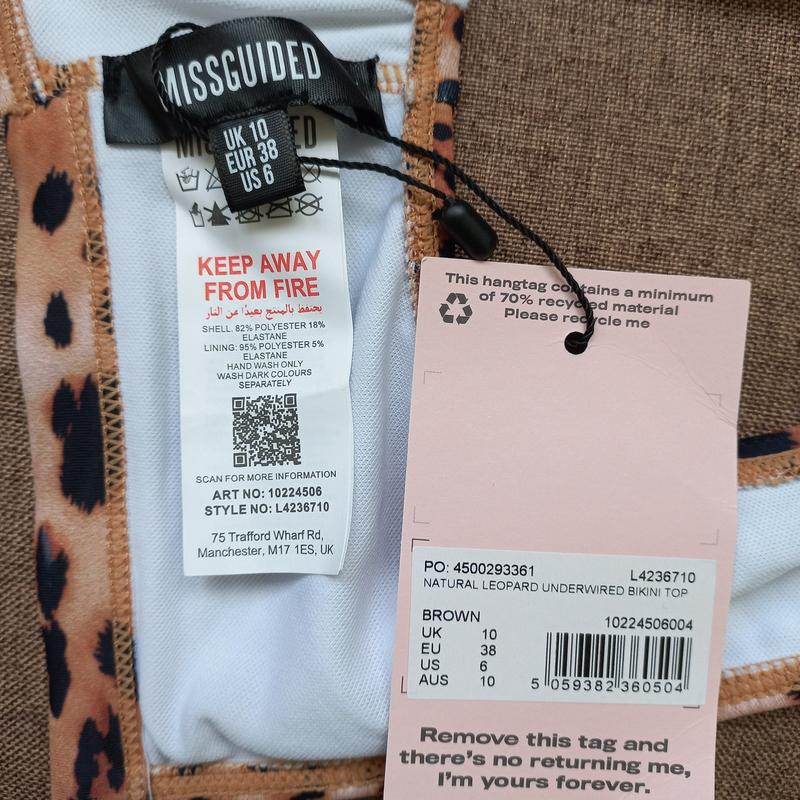 MISSGUIDED
UK 10
EUR 38
US 6
KEEP AWAY
FROM FIRE
يحتفظ بالمنتج بعيدًا عن النار
SHELL. 82% POLYESTER 18%
ELASTANE
LINING: 95% POLYESTER 5%
ELASTANE
HAND WASH ONLY
WASH DARK COLOURS
SEPARATELY
SCAN FOR MORE INFORMATION
ART NO: 10224506
STYLE NO: L4236710
75 Trafford Wharf Rd,
Manchester, M17 1ES, UK
This hangtag contains a minimum
of 70% recycled material
Please recycle me
PO: 4500293361 L4236710
NATURAL LEOPARD UNDERWIRED BIKINI TOP
BROWN 10224506004
UK 10
EU 38
US 6
AUS 10
5 059382 360504
Remove this tag and
there's no returning me,
I'm yours forever.